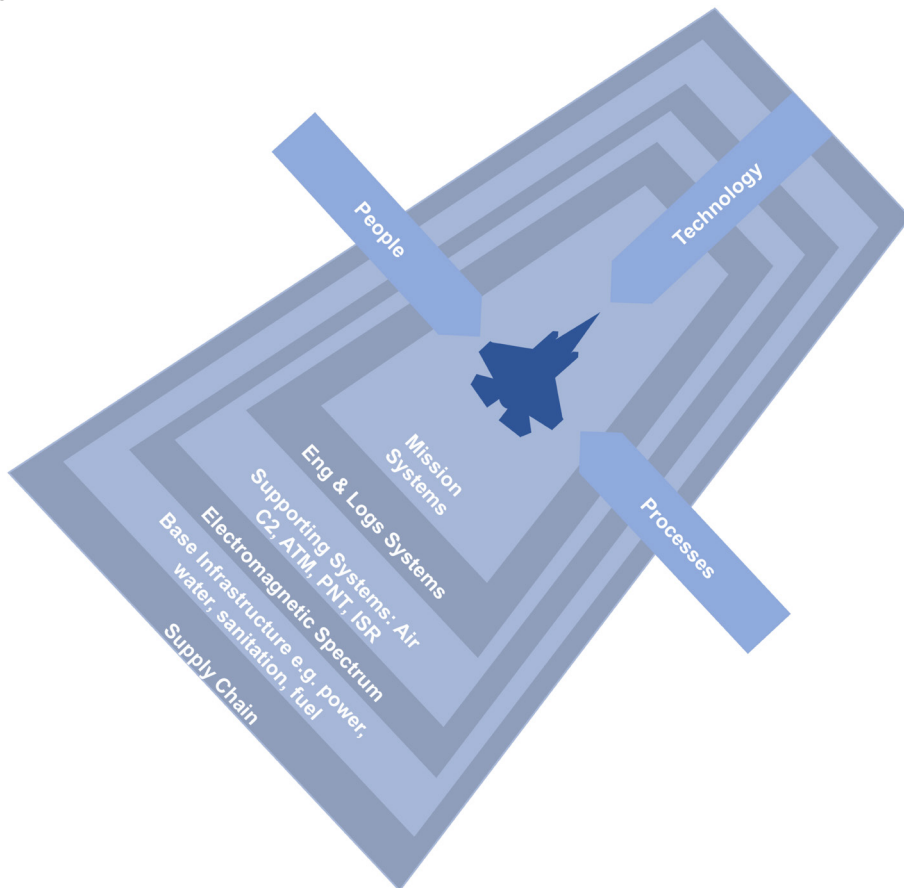 People
Technology
Processes
Mission
Systems
Eng & Logs Systems
Supporting Systems: Air
C2, ATM, PNT, ISR
Electromagnetic Spectrum
Base Infrastructure e.g. power,
water, sanitation, fuel
Supply Chain